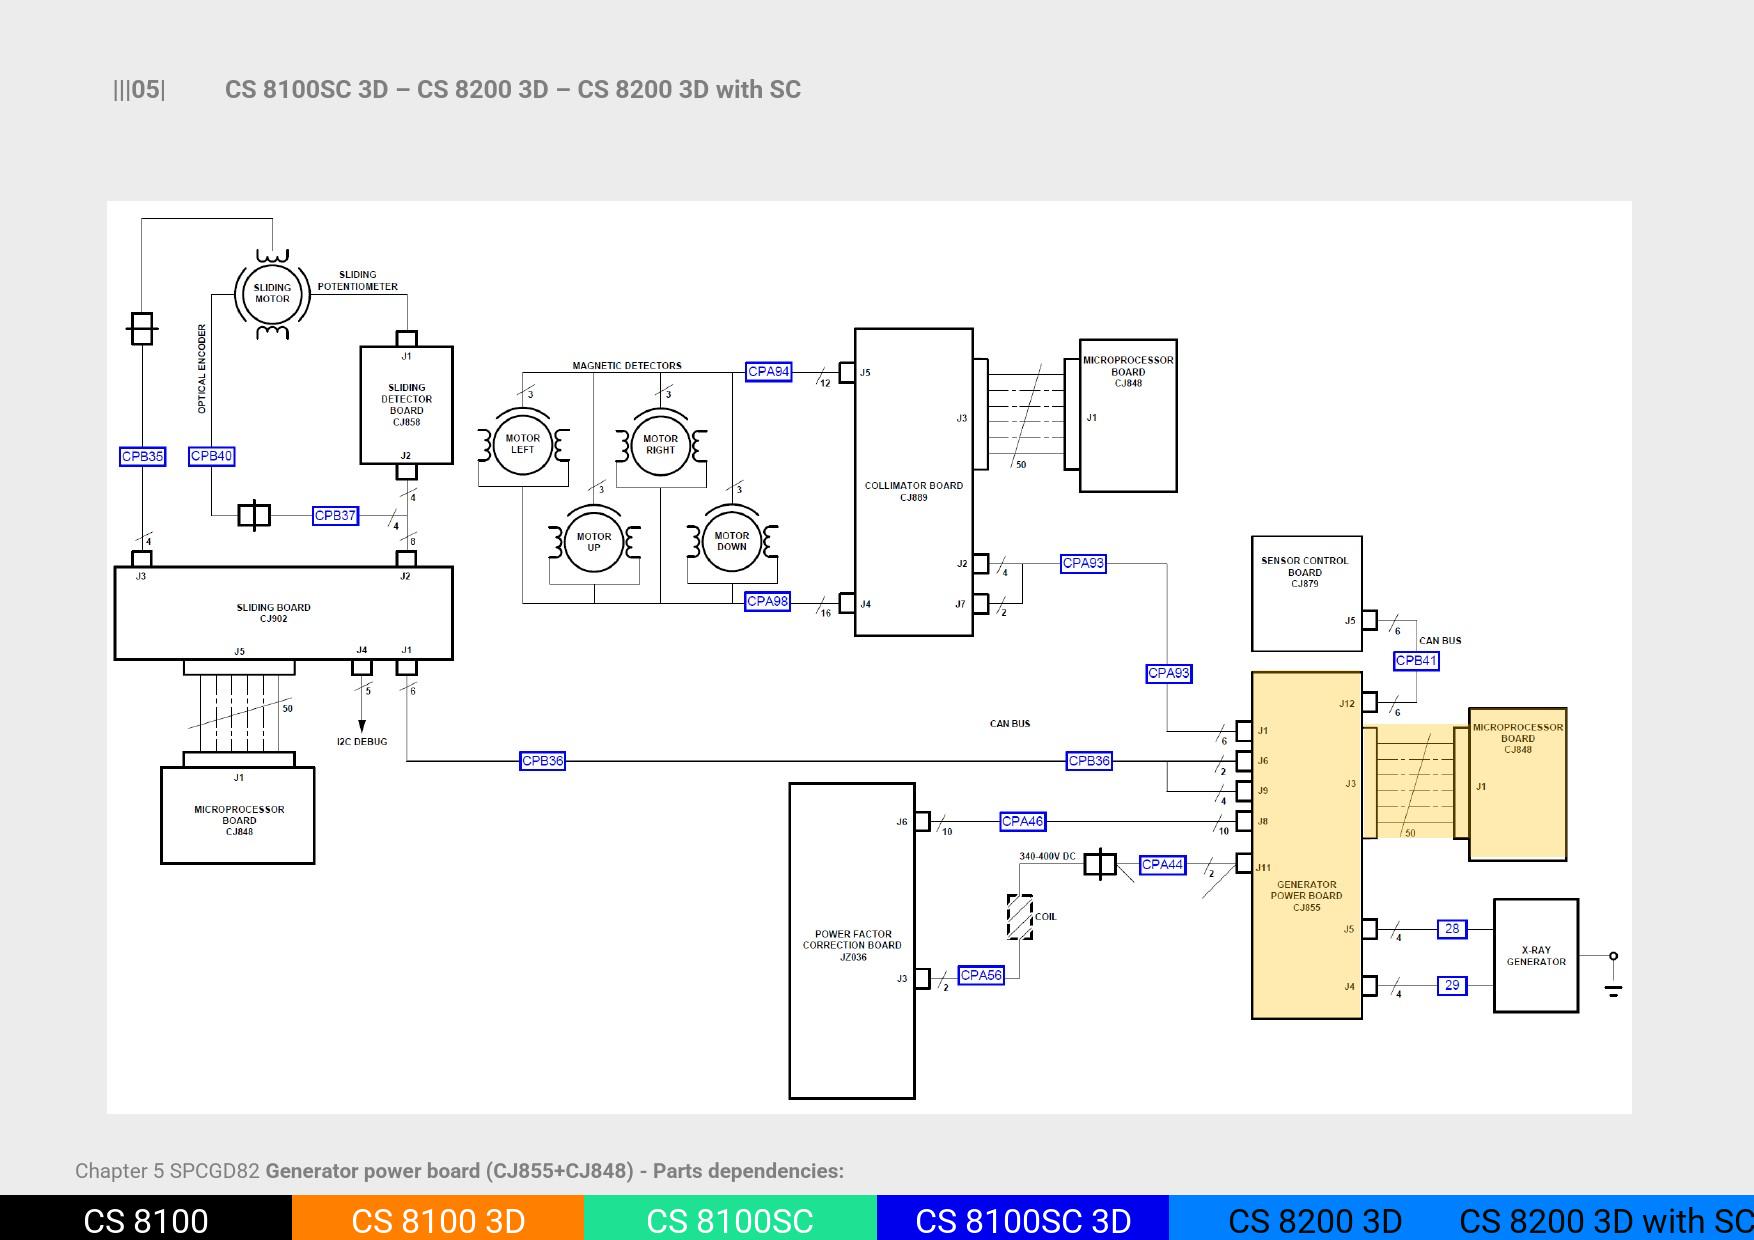 |||05|
CS 8100SC 3D – CS 8200 3D – CS 8200 3D with SC
SLIDING
MOTOR
SLIDING
POTENTIOMETER
OPTICAL ENCODER
J1
SLIDING
DETECTOR
BOARD
CJ858
J2
CPB35
CPB40
CPB37
4
4
4
8
J3
J2
SLIDING BOARD
CJ902
J5
J4
J1
50
5
6
I2C DEBUG
J1
MICROPROCESSOR
BOARD
CJ848
MAGNETIC DETECTORS
CPA94
12
3
3
MOTOR
LEFT
MOTOR
RIGHT
3
3
MOTOR
UP
MOTOR
DOWN
CPA98
16
J5
J3
COLLIMATOR BOARD
CJ889
J2
J4
J7
50
MICROPROCESSOR
BOARD
CJ848
J1
4
2
CPA93
CPA93
SENSOR CONTROL
BOARD
CJ879
J5
6
CAN BUS
CPB41
6
J12
CAN BUS
CPB36
CPB36
6
2
4
10
J1
J6
J9
J8
J11
J3
GENERATOR
POWER BOARD
CJ855
J5
J4
50
MICROPROCESSOR
BOARD
CJ848
J1
J6
10
CPA46
340-400V DC
CPA44
2
COIL
POWER FACTOR
CORRECTION BOARD
JZ036
J3
2
CPA56
4
28
4
29
X-RAY
GENERATOR
Chapter 5 SPCGD82 Generator power board (CJ855+CJ848) - Parts dependencies:
CS 8100
CS 8100 3D
CS 8100SC
CS 8100SC 3D
CS 8200 3D
CS 8200 3D with SC